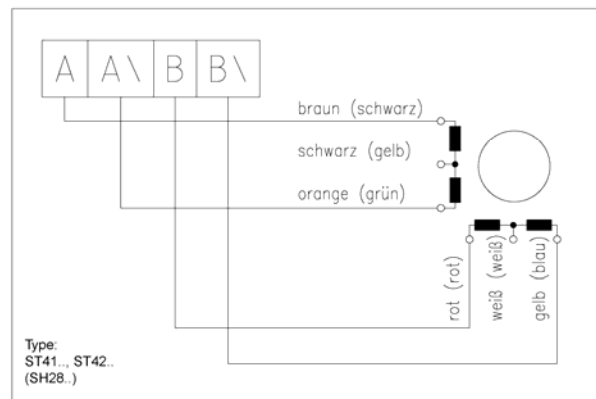 A A\ B B\
braun (schwarz)
schwarz (gelb)
orange (grün)
rot (rot)
weiß (weiß)
gelb (blau)
Type:
ST41.., ST42..
(SH28..)